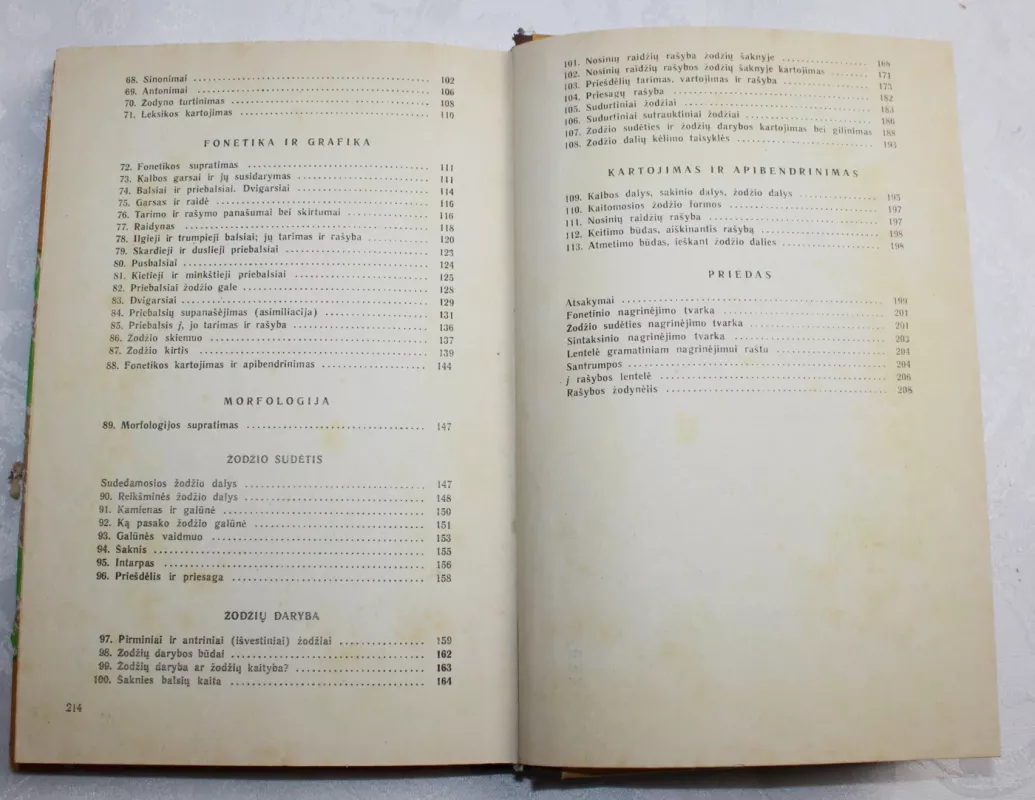 68. Sinonimai 102
69. Antonimai 106
70. Žodyno turtinimas 108
71. Leksikos kartojimas 110
FONETIKA IR GRAFIKA
72. Fonetikos supratimas 111
73. Kalbos garsai ir jų susidarymas 111
74. Balsiai ir priebalsiai. Dvigarsiai 114
75. Garsas ir raidė 116
76. Tarimo ir rašymo panašumai bei skirtumai 116
77. Raidynas 118
78. Ilgieji ir trumpieji balsiai; jų tarimas ir rašyba 120
79. Skardieji ir duslieji priebalsiai 123
80. Pusbalsiai 124
81. Kietieji ir minkštieji priebalsiai 125
82. Priebalsiai žodžio gale 128
83. Dvigarsiai 129
84. Priebalsių supanašėjimas (asimiliacija) 131
85. Priebalsis j, jo tarimas ir rašyba 136
86. Žodžio skiemuo 137
87. Žodžio kirtis 139
88. Fonetikos kartojimas ir apibendrinimas 144
MORFOLOGIJA
89. Morfologijos supratimas 147
ŽODŽIO SUDĖTIS
Sudedamosios žodžio dalys 147
90. Reikšminės žodžio dalys 148
91. Kamienas ir galūnė 150
92. Ką pasako žodžio galūnė 151
93. Galūnės vaidmuo 153
94. Šaknis 155
95. Intarpas 156
96. Priešdėlis ir priesaga 158
ŽODŽIŲ DARYBA
97. Pirminiai ir antriniai (išvestiniai) žodžiai 159
98. Žodžių darybos būdai 162
99. Žodžių daryba ar žodžių kaityba? 163
100. Šaknies balsių kaita 164
214
101. Nosinių raidžių rašyba žodžių šaknyje 168
102. Nosinių raidžių rašybos žodžių šaknyje kartojimas 171
103. Priešdėlių tarimas, vartojimas ir rašyba 173
104. Priesagų rašyba 182
105. Sudurtiniai žodžiai 183
106. Sudurtiniai sutrauktiniai žodžiai 186
107. Žodžio sudėties ir žodžių darybos kartojimas bei gilinimas 188
108. Žodžio dalių kėlimo taisyklės 193
KARTOJIMAS IR APIBENDRINIMAS
109. Kalbos dalys, sakinio dalys, žodžio dalys 195
110. Kaitomosios žodžio formos 197
111. Nosinių raidžių rašyba 197
112. Keitimo būdas, aiškinantis rašybą 198
113. Atmetimo būdas, ieškant žodžio dalies 198
PRIEDAS
Atsakymai 199
Fonetinio nagrinėjimo tvarka 201
Žodžio sudėties nagrinėjimo tvarka 201
Sintaksinio nagrinėjimo tvarka 203
Lentelė gramatiniam nagrinėjimui raštu 204
Santrumpos 204
j rašybos lentelė 206
Rašybos žodynėlis 208